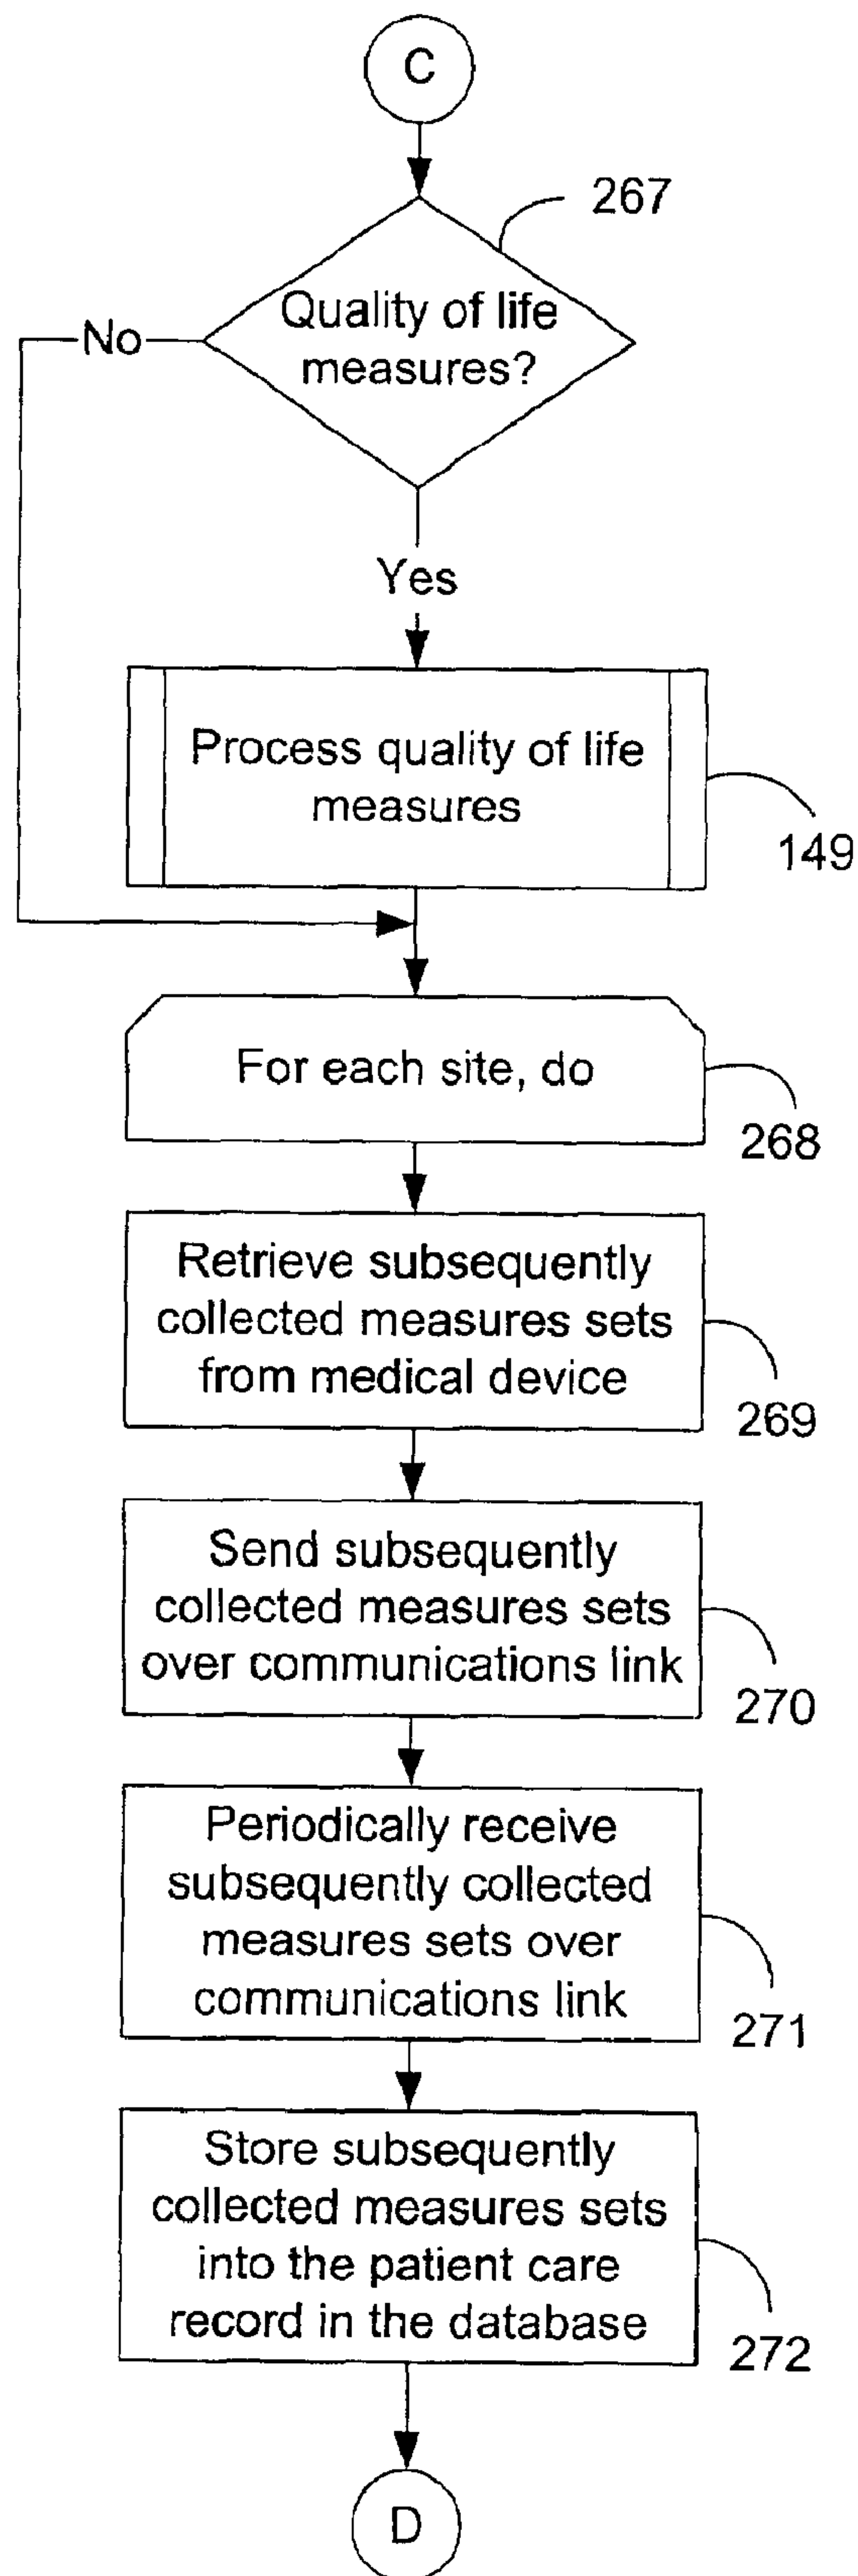 C
267
Quality of life
measures?
No
Yes
Process quality of life
measures
149
For each site, do
268
Retrieve subsequently
collected measures sets
from medical device
269
Send subsequently
collected measures sets
over communications link
270
Periodically receive
subsequently collected
measures sets over
communications link
271
Store subsequently
collected measures sets
into the patient care
record in the database
272
D